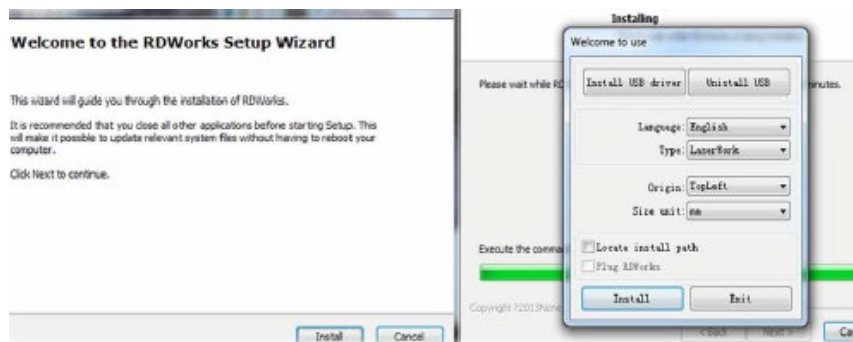 Welcome to the RDWorks Setup Wizard
This wizard will guide you through the installation of RDWorks.
It is recommended that you close all other applications before starting Setup. This
will make it possible to update relevant system files without having to reboot your
computer.
Click Next to continue.
Install Cancel
Installing
Welcome to use
Please wait while RD
nutes.
Install USB driver Unistall USB
Language: English
Type: LaserWork
Origin: TopLeft
Size unit: mm
Execute the comma
Locate install path
Plug RDWorks
Install Exit
Copyright ?2013None
< Back Next > Ca